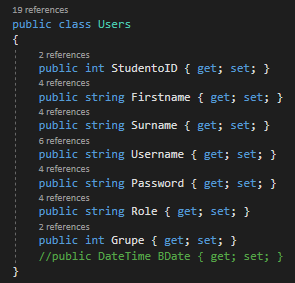 19 references
public class Users
{
2 references
public int StudentoID { get; set; }
4 references
public string Firstname { get; set; }
4 references
public string Surname { get; set; }
6 references
public string Username { get; set; }
4 references
public string Password { get; set; }
4 references
public string Role { get; set; }
2 references
public int Grupe { get; set; }
//public DateTime BDate { get; set; }
}